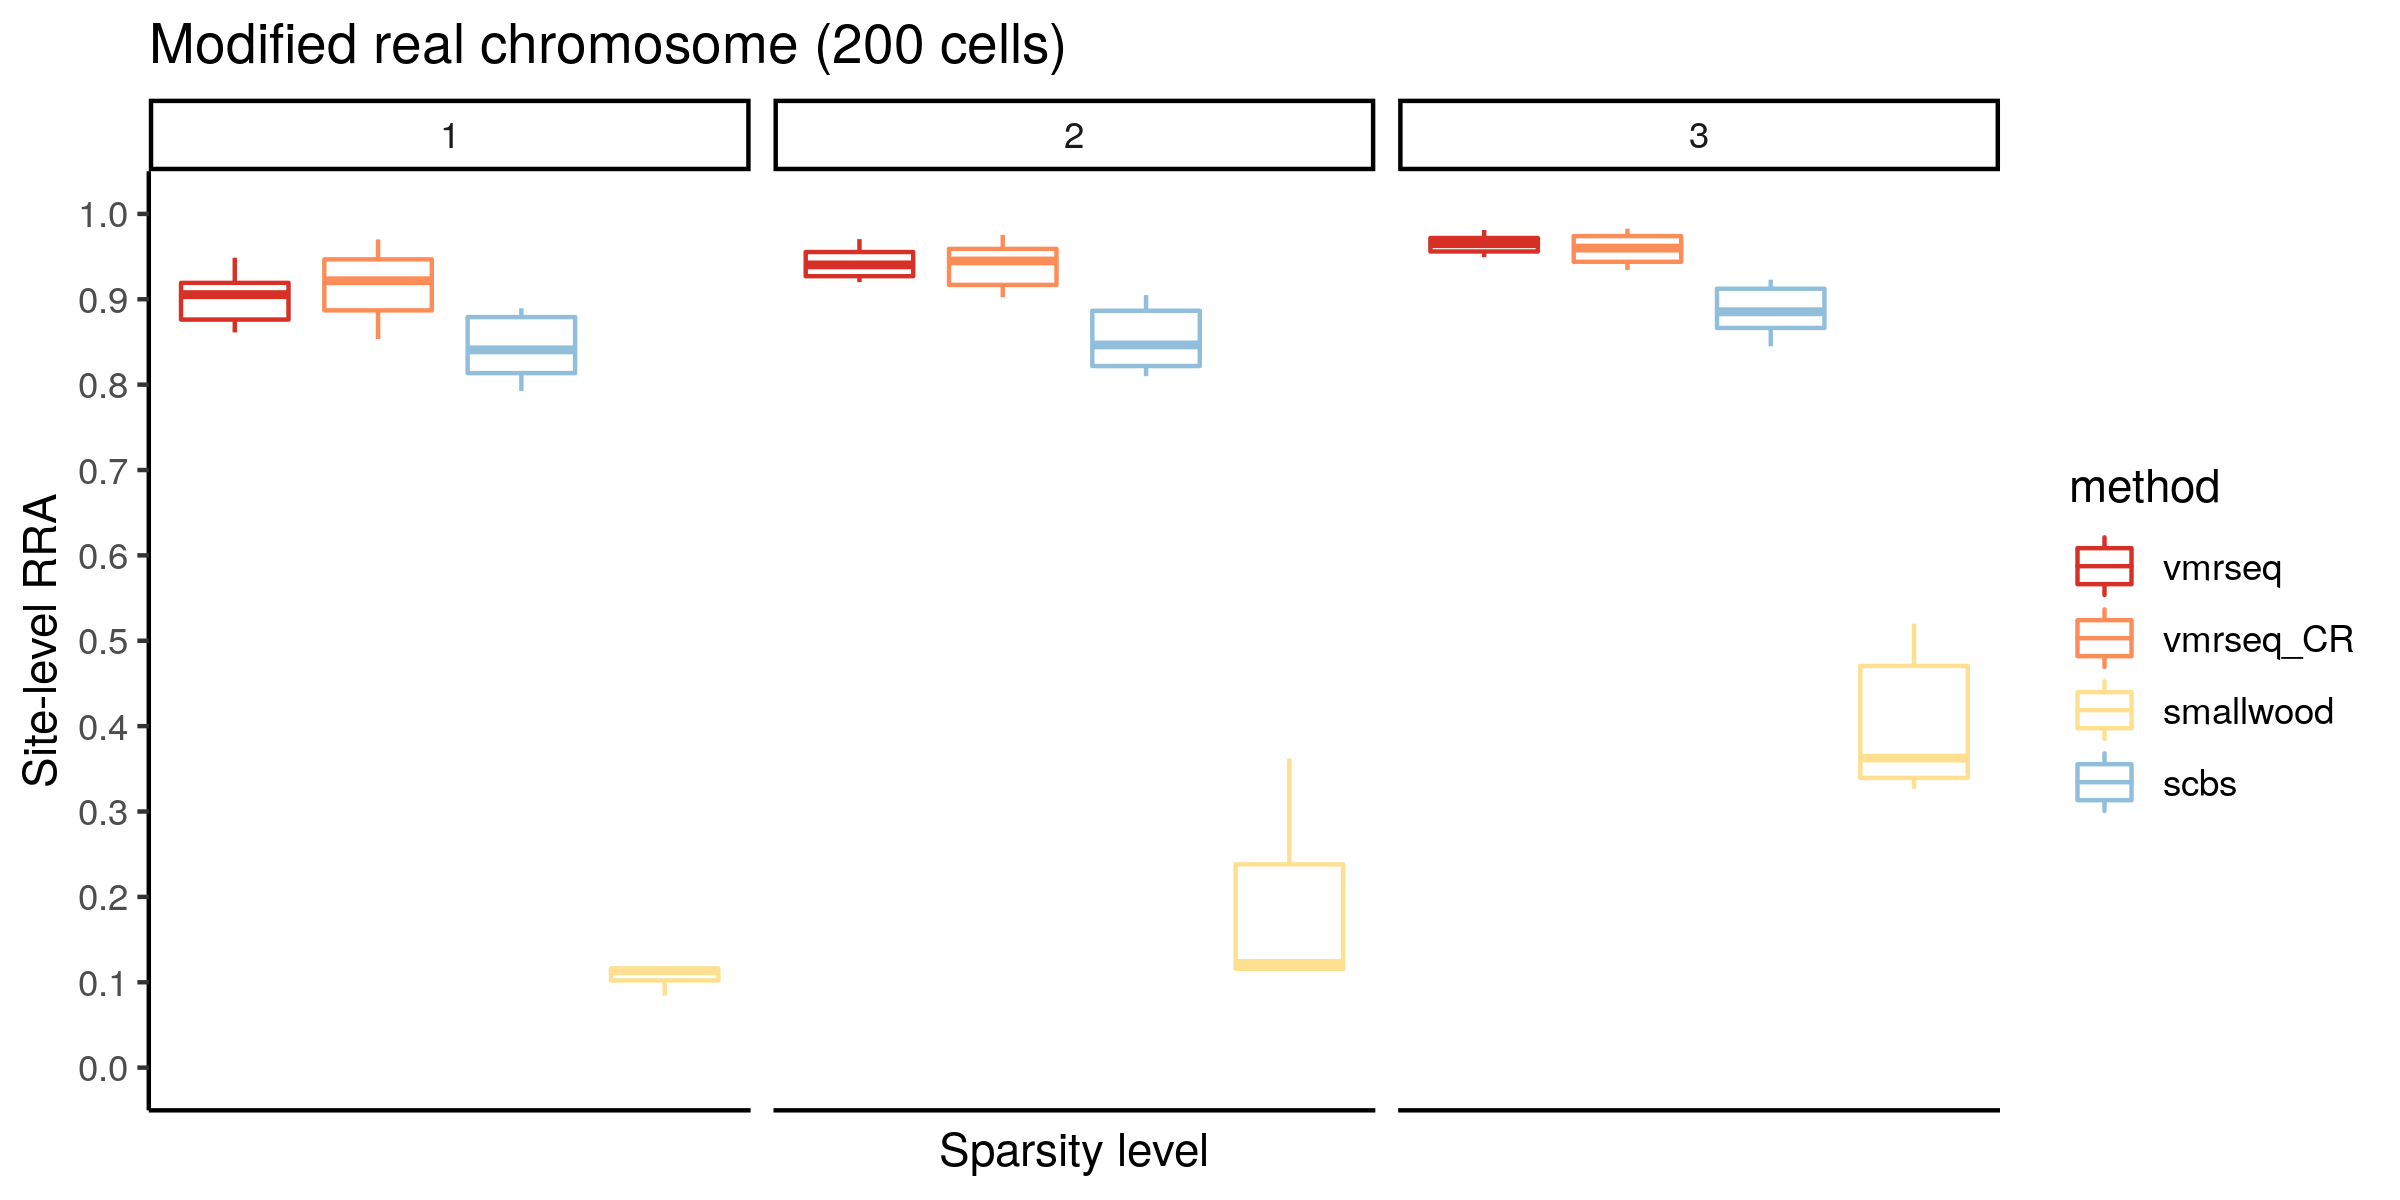 Modified real chromosome (200 cells)
1
2
3
1.0
0.9
0.8
0.7
0.6
0.5
0.4
0.3
0.2
0.1
0.0
Site-level RRA
Sparsity level
method
vmrseq
vmrseq_CR
smallwood
scbs